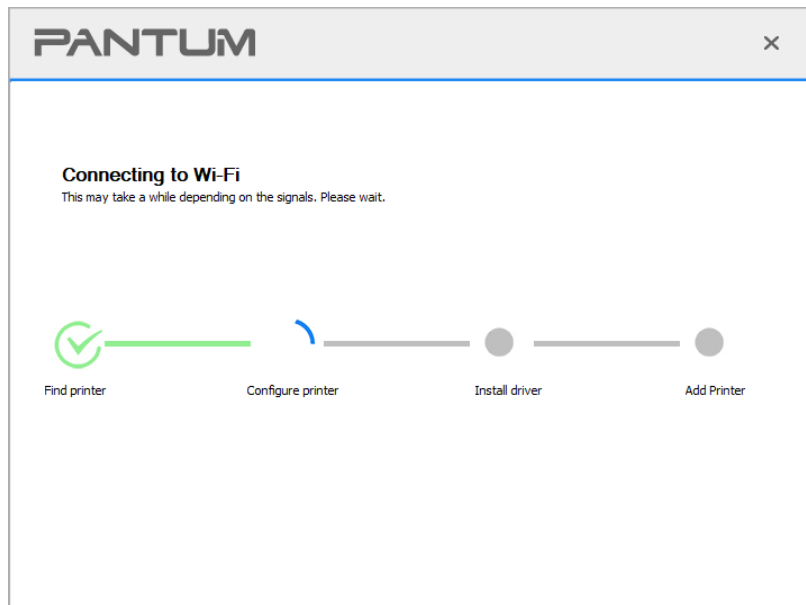 PANTUM
Connecting to Wi-Fi
This may take a while depending on the signals. Please wait.
Find printer
Configure printer
Install driver
Add Printer